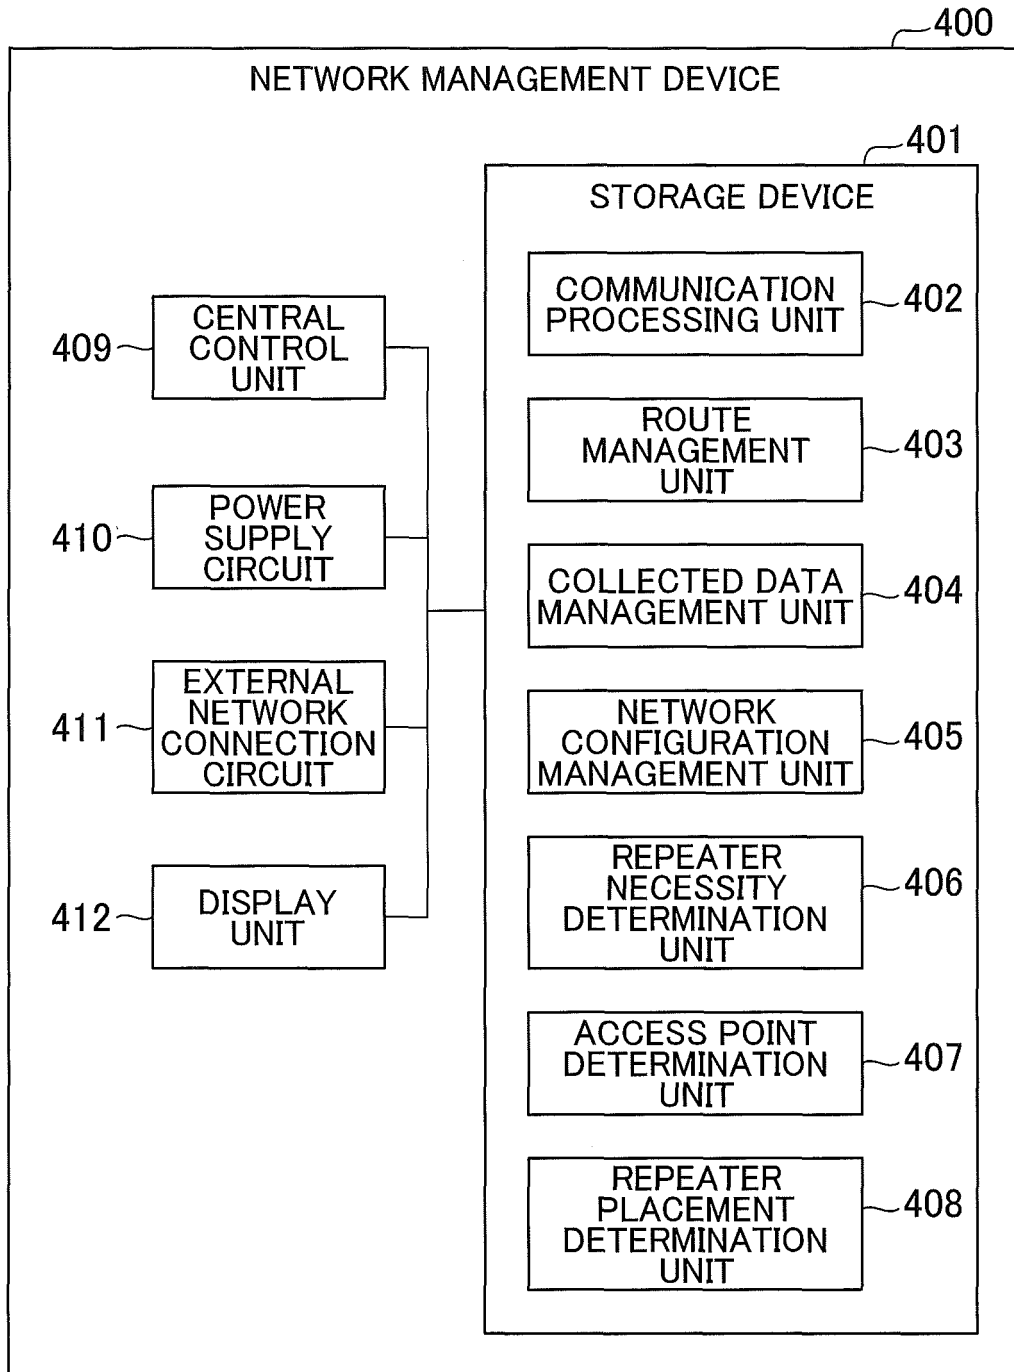 400
NETWORK MANAGEMENT DEVICE
401
STORAGE DEVICE
COMMUNICATION
PROCESSING UNIT
402
ROUTE
MANAGEMENT
UNIT
403
COLLECTED DATA
MANAGEMENT UNIT
404
NETWORK
CONFIGURATION
MANAGEMENT UNIT
405
REPEATER
NECESSITY
DETERMINATION
UNIT
406
ACCESS POINT
DETERMINATION
UNIT
407
REPEATER
PLACEMENT
DETERMINATION
UNIT
408
409
CENTRAL
CONTROL
UNIT
410
POWER
SUPPLY
CIRCUIT
411
EXTERNAL
NETWORK
CONNECTION
CIRCUIT
412
DISPLAY
UNIT